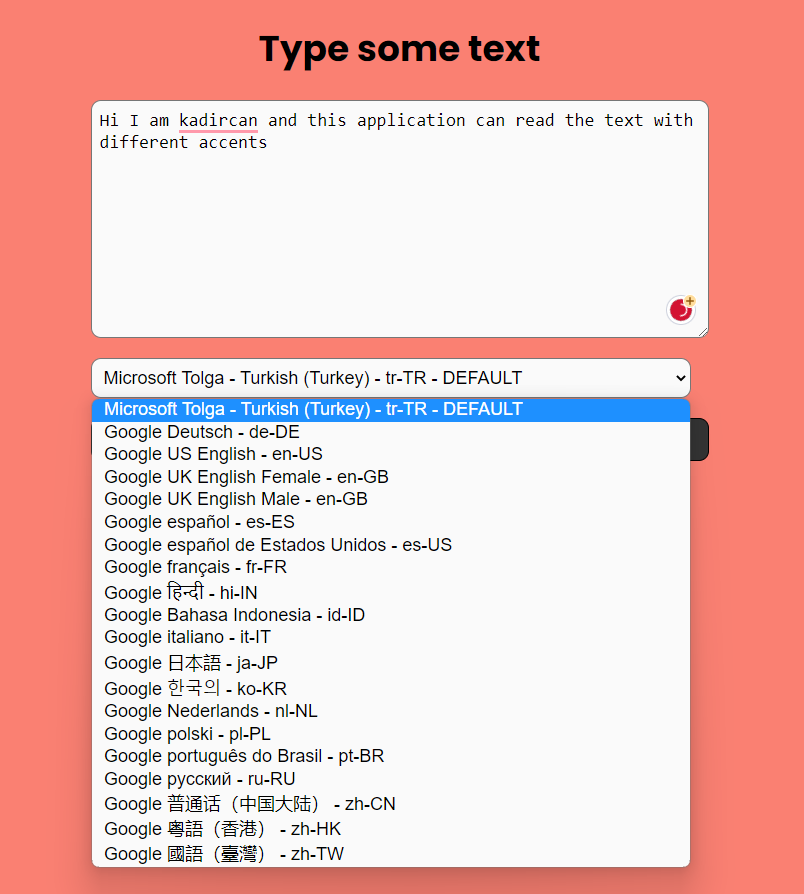 Type some text
Hi I am kadircan and this application can read the text with
different accents
Microsoft Tolga - Turkish (Turkey) - tr-TR - DEFAULT
Microsoft Tolga - Turkish (Turkey) - tr-TR - DEFAULT
Google Deutsch - de-DE
Google US English - en-US
Google UK English Female - en-GB
Google UK English Male - en-GB
Google español - es-ES
Google español de Estados Unidos - es-US
Google français - fr-FR
Google हिन्दी - hi-IN
Google Bahasa Indonesia - id-ID
Google italiano - it-IT
Google 日本語 - ja-JP
Google 한국의 - ko-KR
Google Nederlands - nl-NL
Google polski - pl-PL
Google português do Brasil - pt-BR
Google русский - ru-RU
Google 普通话（中国大陆） - zh-CN
Google 粤語（香港） - zh-HK
Google 國語（臺灣） - zh-TW